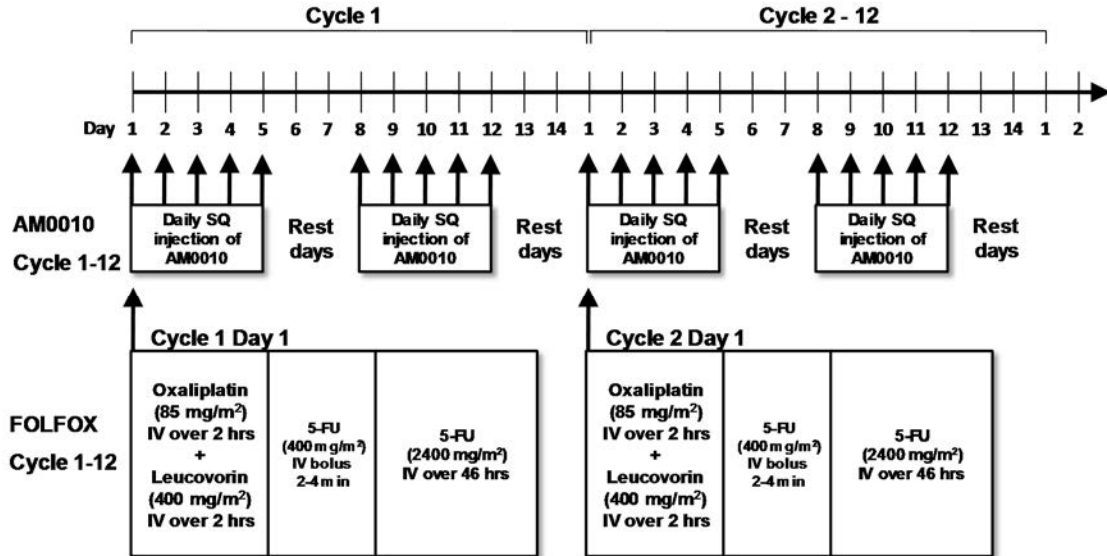 Cycle 1
Cycle 2 - 12
Day 1 2 3 4 5 6 7 8 9 10 11 12 13 14 1 2 3 4 5 6 7 8 9 10 11 12 13 14 1 2
AM0010
Cycle 1-12
Daily SQ
injection of
AM0010
Rest
days
Daily SQ
injection of
AM0010
Rest
days
Daily SQ
injection of
AM0010
Rest
days
Daily SQ
injection of
AM0010
Rest
days
FOLFOX
Cycle 1-12
Cycle 1 Day 1
Oxaliplatin
(85 mg/m²)
IV over 2 hrs
+
Leucovorin
(400 mg/m²)
IV over 2 hrs
5-FU
(400 mg/m²)
IV bolus
2-4 min
5-FU
(2400 mg/m²)
IV over 46 hrs
Cycle 2 Day 1
Oxaliplatin
(85 mg/m²)
IV over 2 hrs
+
Leucovorin
(400 mg/m²)
IV over 2 hrs
5-FU
(400 mg/m²)
IV bolus
2-4 min
5-FU
(2400 mg/m²)
IV over 46 hrs